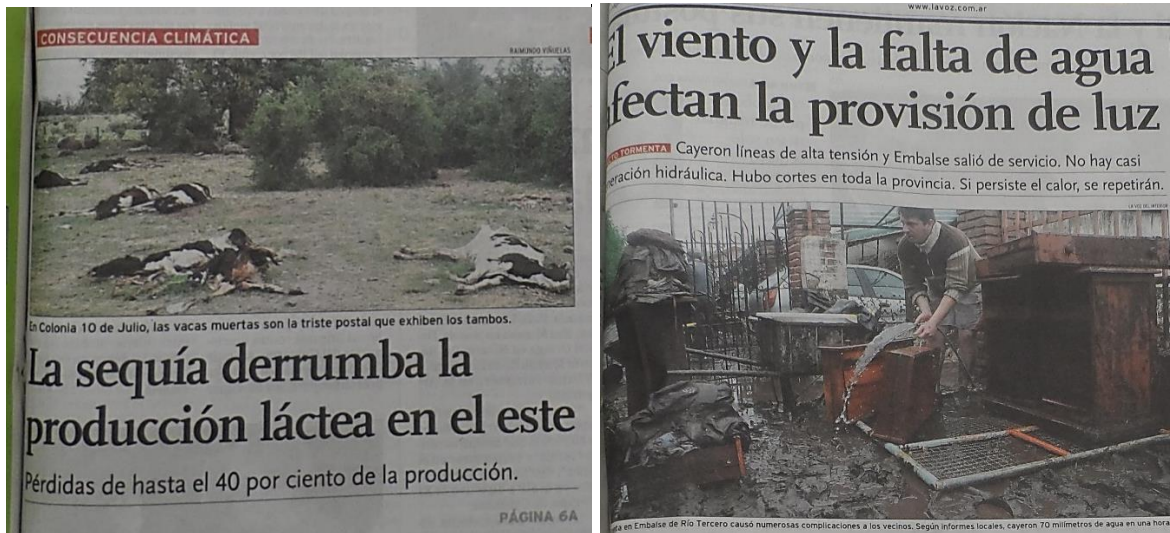 CONSECUENCIA CLIMÁTICA
RAIMUNDO VIÑUELAS
En Colonia 10 de Julio, las vacas muertas son la triste postal que exhiben los tambos.
La sequía derrumba la
producción láctea en el este
Pérdidas de hasta el 40 por ciento de la producción.
PÁGINA 6A
www.lavoz.com.ar
El viento y la falta de agua
afectan la provisión de luz
TORMENTA Cayeron líneas de alta tensión y Embalse salió de servicio. No hay casi
eración hidráulica. Hubo cortes en toda la provincia. Si persiste el calor, se repetirán.
LA VOZ DEL INTERIOR
en Embalse de Río Tercero causó numerosas complicaciones a los vecinos. Según informes locales, cayeron 70 milímetros de agua en una hora